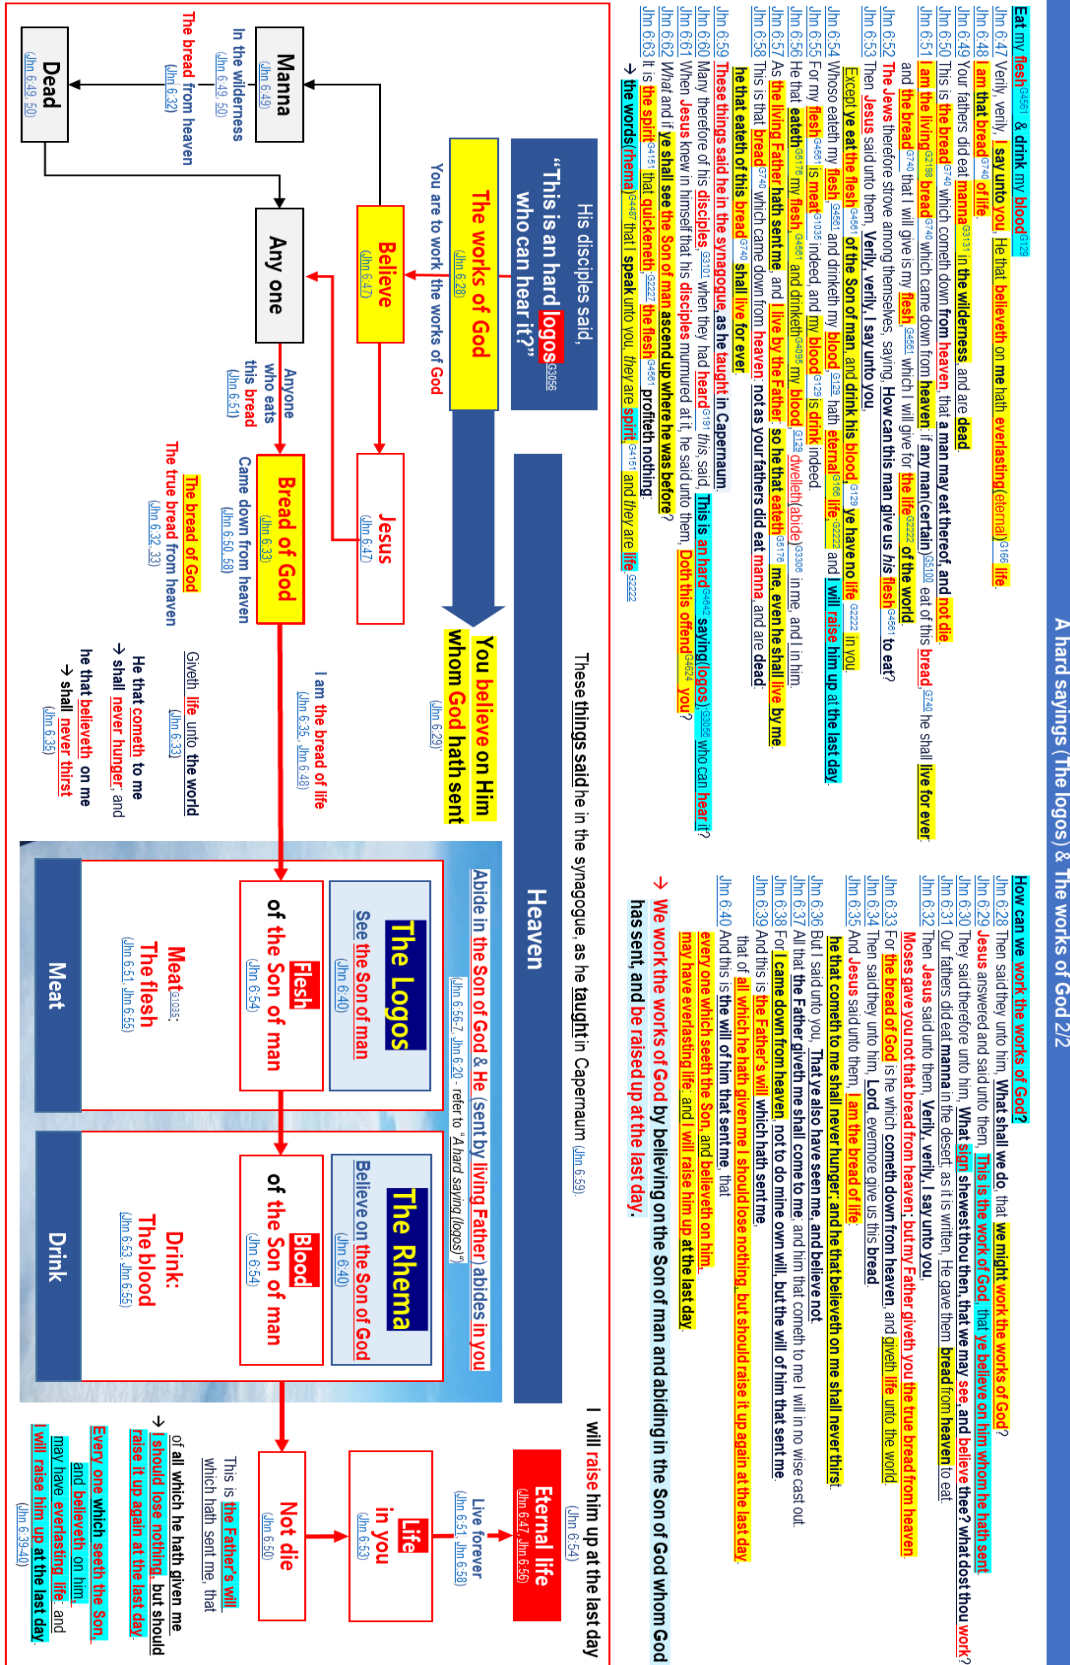 A hard sayings (The logos) & The works of God 2/2
Eat my flesh G4561 & drink my blood G129
Jhn 6:47 Verily, verily, I say unto you, He that believeth on me hath everlasting(eternal)G166 life.
Jhn 6:48 I am that bread G740 of life.
Jhn 6:49 Your fathers did eat manna G3131 in the wilderness, and are dead.
Jhn 6:50 This is the bread G740 which cometh down from heaven, that a man may eat thereof, and not die.
Jhn 6:51 I am the living G2198 bread G740 which came down from heaven: if any man(certain)G5100 eat of this bread, G740 he shall live for ever:
and the bread G740 that I will give is my flesh, G4561 which I will give for the life G2222 of the world.
Jhn 6:52 The Jews therefore strove among themselves, saying, How can this man give us his flesh G4561 to eat?
Jhn 6:53 Then Jesus said unto them, Verily, verily, I say unto you,
Except ye eat the flesh G4561 of the Son of man, and drink his blood, G129 ye have no life G2222 in you.
Jhn 6:54 Whoso eateth my flesh, G4561 and drinketh my blood, G129 hath eternal G166 life, G2222 and I will raise him up at the last day.
Jhn 6:55 For my flesh G4561 is meat G1035 indeed, and my blood G129 is drink indeed.
Jhn 6:56 He that eateth G5176 my flesh, G4561 and drinketh G4095 my blood, G129 dwelleth(abide)G3306 in me, and I in him.
Jhn 6:57 As the living Father hath sent me, and I live by the Father: so he that eateth G5176 me, even he shall live by me.
Jhn 6:58 This is that bread G740 which came down from heaven: not as your fathers did eat manna, and are dead:
he that eateth of this bread G740 shall live for ever.
Jhn 6:59 These things said he in the synagogue, as he taught in Capernaum.
Jhn 6:60 Many therefore of his disciples, G3101 when they had heard G191 this, said, This is an hard G4642 saying(logos);G3056 who can hear it?
Jhn 6:61 When Jesus knew in himself that his disciples murmured at it, he said unto them, Doth this offend G4624 you?
Jhn 6:62 What and if ye shall see the Son of man ascend up where he was before?
Jhn 6:63 It is the spirit G4151 that quickeneth; G2227 the flesh G4561 profiteth nothing:
→ the words(rhema)G4487 that I speak unto you, they are spirit, G4151 and they are life. G2222
How can we work the works of God?
Jhn 6:28 Then said they unto him, What shall we do, that we might work the works of God?
Jhn 6:29 Jesus answered and said unto them, This is the work of God, that ye believe on him whom he hath sent.
Jhn 6:30 They said therefore unto him, What sign shewest thou then, that we may see, and believe thee? what dost thou work?
Jhn 6:31 Our fathers did eat manna in the desert; as it is written, He gave them bread from heaven to eat.
Jhn 6:32 Then Jesus said unto them, Verily, verily, I say unto you,
Moses gave you not that bread from heaven; but my Father giveth you the true bread from heaven.
Jhn 6:33 For the bread of God is he which cometh down from heaven, and giveth life unto the world.
Jhn 6:34 Then said they unto him, Lord, evermore give us this bread.
Jhn 6:35 And Jesus said unto them, I am the bread of life:
he that cometh to me shall never hunger; and he that believeth on me shall never thirst.
Jhn 6:36 But I said unto you, That ye also have seen me, and believe not.
Jhn 6:37 All that the Father giveth me shall come to me; and him that cometh to me I will in no wise cast out.
Jhn 6:38 For I came down from heaven, not to do mine own will, but the will of him that sent me.
Jhn 6:39 And this is the Father's will which hath sent me,
that of all which he hath given me I should lose nothing, but should raise it up again at the last day.
Jhn 6:40 And this is the will of him that sent me, that
every one which seeth the Son, and believeth on him,
may have everlasting life: and I will raise him up at the last day.
→ We work the works of God by believing on the Son of man and abiding in the Son of God whom God
has sent, and be raised up at the last day.
These things said he in the synagogue, as he taught in Capernaum (Jhn 6:59).
I will raise him up at the last day
(Jhn 6:54)
His disciples said,
“This is an hard logos G3056
who can hear it?”
Heaven
Eternal life
(Jhn 6:47, Jhn 6:56)
The works of God
(Jhn 6:28)
You are to work the works of God
You believe on Him
whom God hath sent
(Jhn 6:29)
Abide in the Son of God & He (sent by living Father) abides in you
(Jhn 6:56-7, Jhn 6:20 - refer to “A hard saying (logos)”)
Live forever
(Jhn 6:51, Jhn 6:58)
Believe
(Jhn 6:47)
Jesus
(Jhn 6:47)
I am the bread of life
(Jhn 6:35, Jhn 6:48)
The Logos
See the Son of man
(Jhn 6:40)
The Rhema
Believe on the Son of God
(Jhn 6:40)
Life
in you
(Jhn 6:53)
Manna
(Jhn 6:49)
Any one
Anyone
who eats
this bread
(Jhn 6:51)
Bread of God
(Jhn 6:33)
Came down from heaven
(Jhn 6:50, 58)
Flesh
of the Son of man
(Jhn 6:54)
Blood
of the Son of man
(Jhn 6:54)
Not die
(Jhn 6:50)
In the wilderness
(Jhn 6:49, 50)
The bread from heaven
(Jhn 6:32)
Dead
(Jhn 6:49, 50)
The bread of God
The true bread from heaven
(Jhn 6:32, 33)
Giveth life unto the world
(Jhn 6:33)
He that cometh to me
→ shall never hunger; and
he that believeth on me
→ shall never thirst
(Jhn 6:35)
Meat G1035:
The flesh
(Jhn 6:51, Jhn 6:55)
Meat
Drink:
The blood
(Jhn 6:53, Jhn 6:55)
Drink
This is the Father's will
which hath sent me, that
of all which he hath given me
→ I should lose nothing, but should
raise it up again at the last day.
Every one which seeth the Son,
and believeth on him,
may have everlasting life: and
I will raise him up at the last day.
(Jhn 6:39-40)